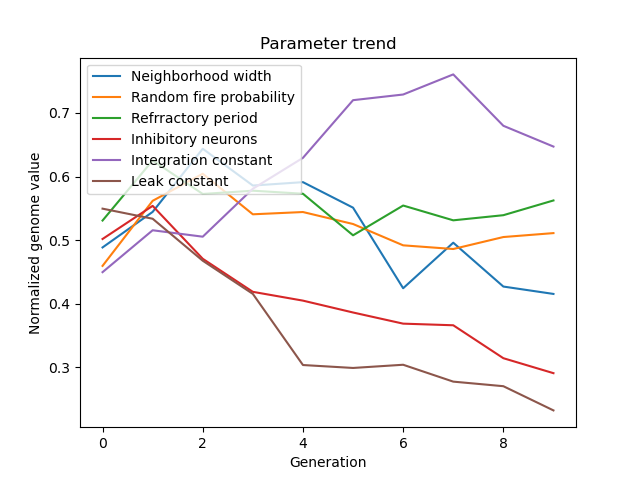 Parameter trend
Neighborhood width
Random fire probability
Refrractory period
Inhibitory neurons
Integration constant
Leak constant
Normalized genome value
0.7
0.6
0.5
0.4
0.3
0 2 4 6 8
Generation